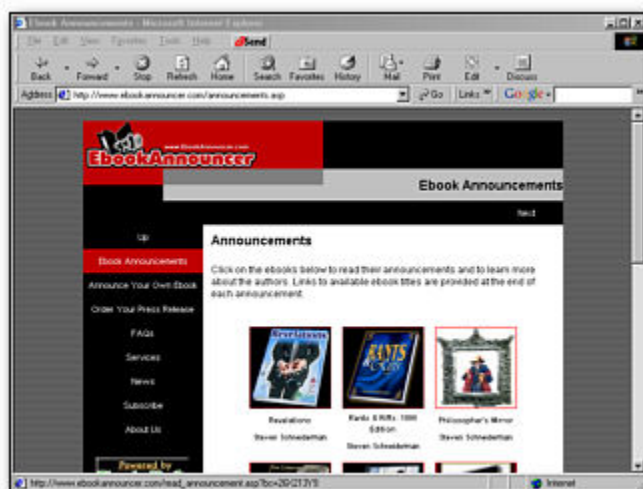 Ebook Announcements - Microsoft Internet Explorer
File Edit View Favorites Tools Help Send
Back Forward Stop Refresh Home Search Favorites History Mail Print Edit Discuss
Address http://www.ebookannouncer.com/announcements.asp Go Links Google
www.EbookAnnouncer.com
EbookAnnouncer
Ebook Announcements
Next
Up
Ebook Announcements
Announce Your Own Ebook
Order Your Press Release
FAQs
Services
News
Subscribe
About Us
Powered by
Announcements
Click on the ebooks below to read their announcements and to learn more
about the authors. Links to available ebook titles are provided at the end of
each announcement.
Revelations
RANTS
Revelations
Steven Schneiderman
Edition
Steven Schneiderman
Philosopher's Mirror
Steven Schneiderman
Internet